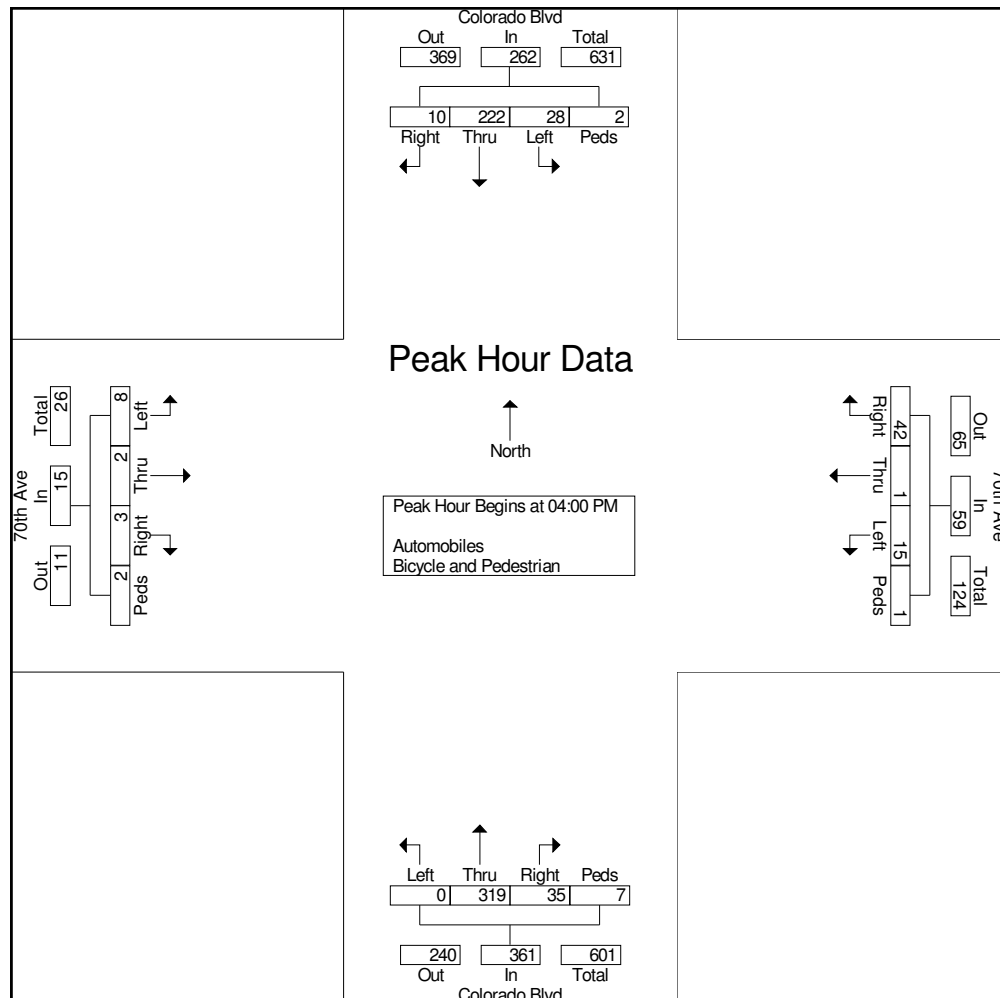 Colorado Blvd
Out In Total
369 262 631
10 222 28 2
Right Thru Left Peds
Peak Hour Data
North
Peak Hour Begins at 04:00 PM
Automobiles
Bicycle and Pedestrian
70th Ave
Total In Out
26 15 11
8 2 3 2
Left Thru Right Peds
70th Ave
Out In Total
65 59 124
42 1 15 1
Right Thru Left Peds
Left Thru Right Peds
0 319 35 7
240 361 601
Out In Total
Colorado Blvd